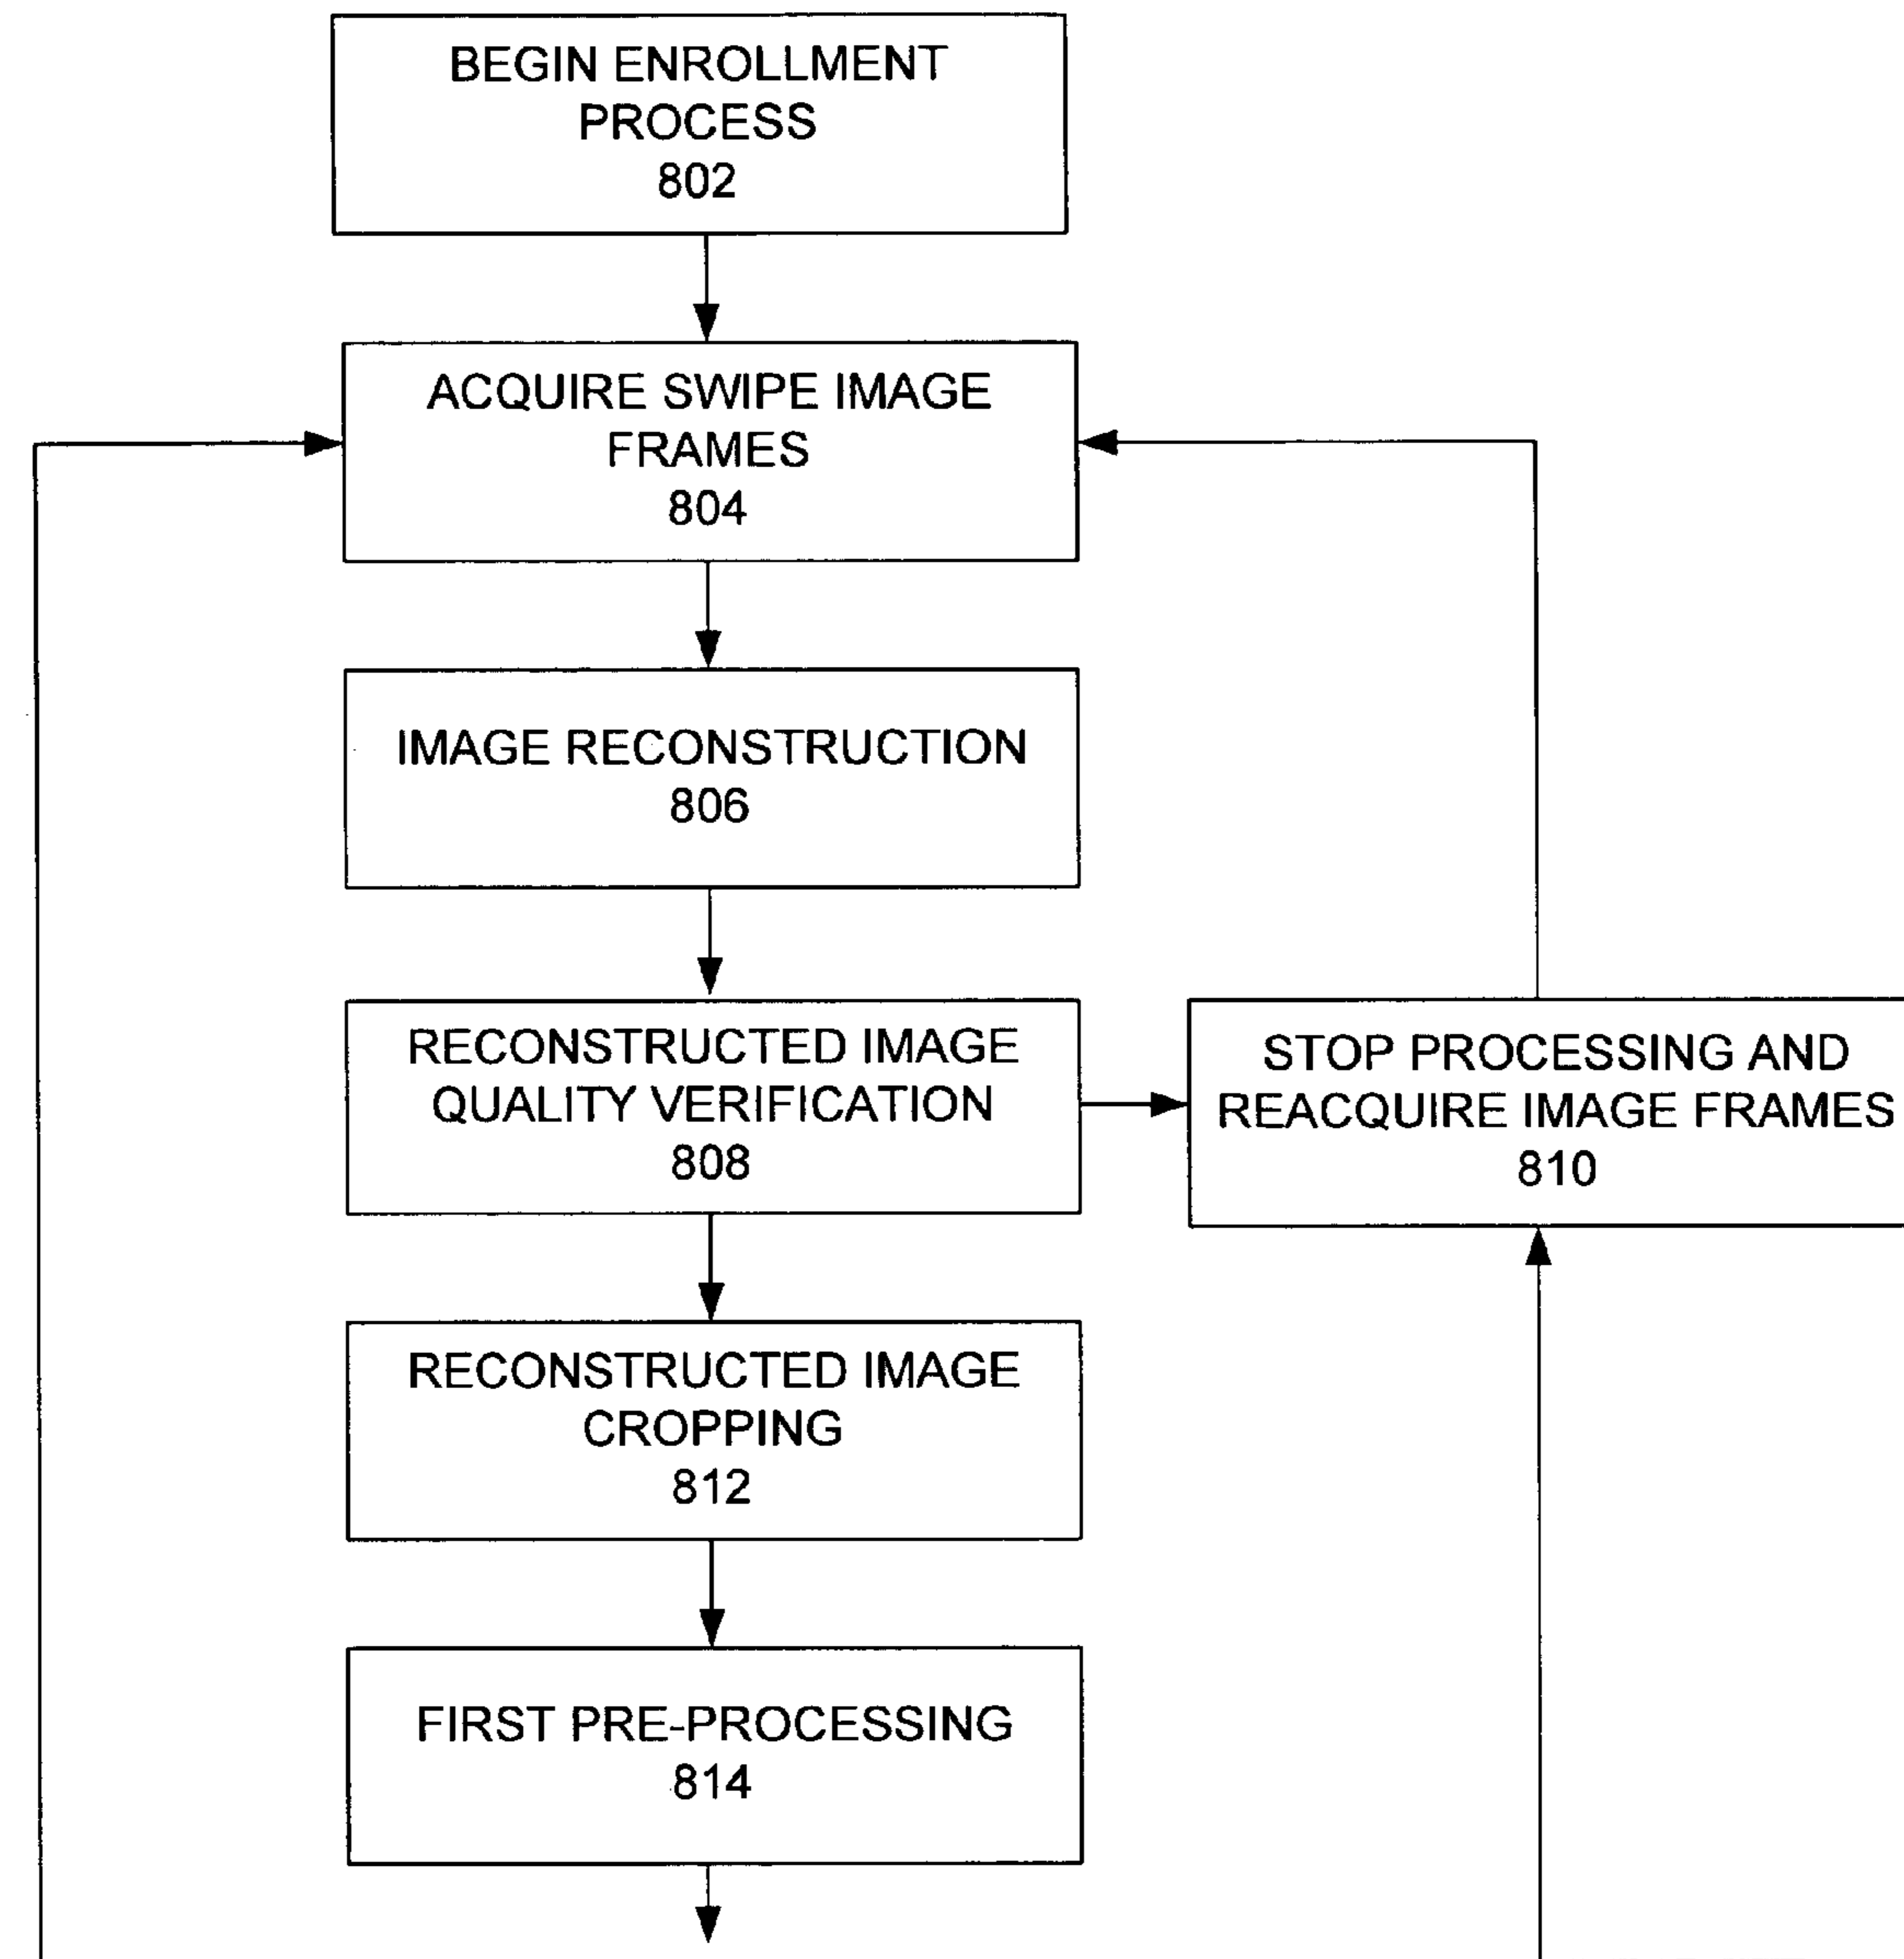 BEGIN ENROLLMENT
PROCESS
802
ACQUIRE SWIPE IMAGE
FRAMES
804
IMAGE RECONSTRUCTION
806
RECONSTRUCTED IMAGE
QUALITY VERIFICATION
808
STOP PROCESSING AND
REACQUIRE IMAGE FRAMES
810
RECONSTRUCTED IMAGE
CROPPING
812
FIRST PRE-PROCESSING
814